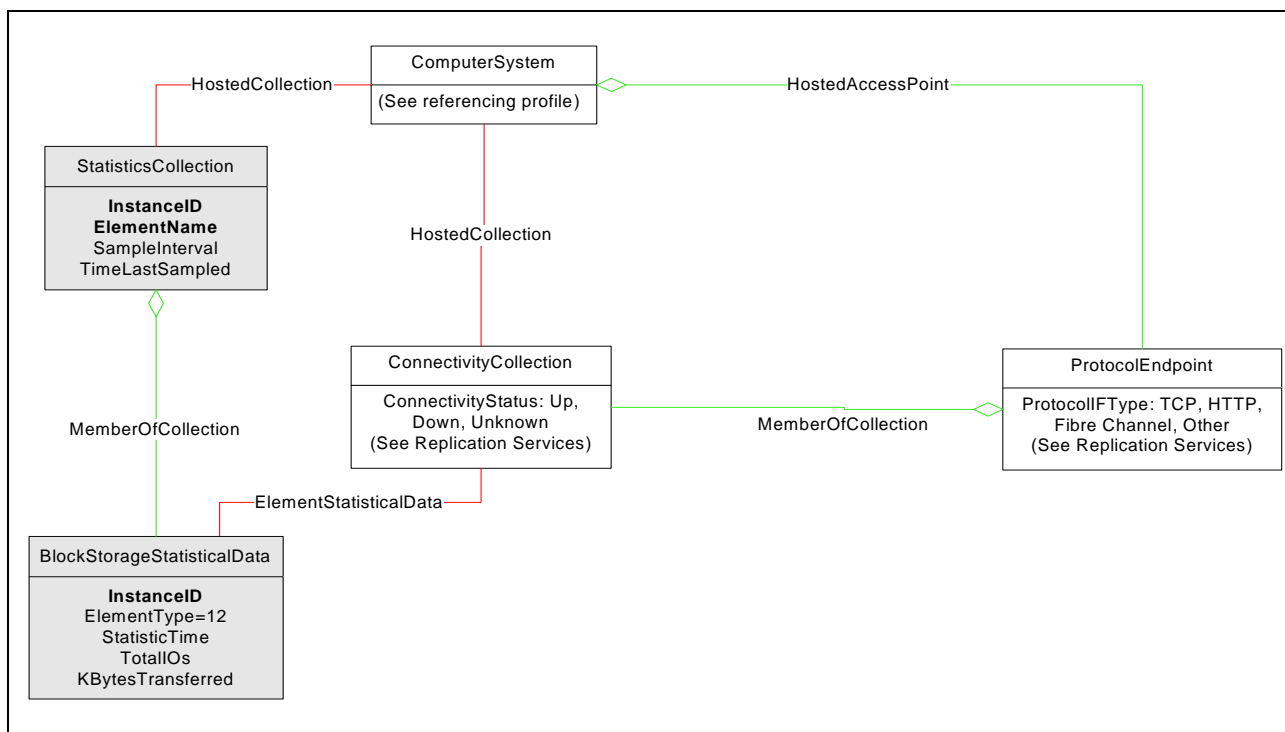 ComputerSystem
(See referencing profile)
HostedCollection
HostedAccessPoint
StatisticsCollection
InstanceID
ElementName
SampleInterval
TimeLastSampled
HostedCollection
ConnectivityCollection
ConnectivityStatus: Up,
Down, Unknown
(See Replication Services)
ProtocolEndpoint
ProtocolIFType: TCP, HTTP,
Fibre Channel, Other
(See Replication Services)
MemberOfCollection
MemberOfCollection
ElementStatisticalData
BlockStorageStatisticalData
InstanceID
ElementType=12
StatisticTime
TotalIOs
KBytesTransferred